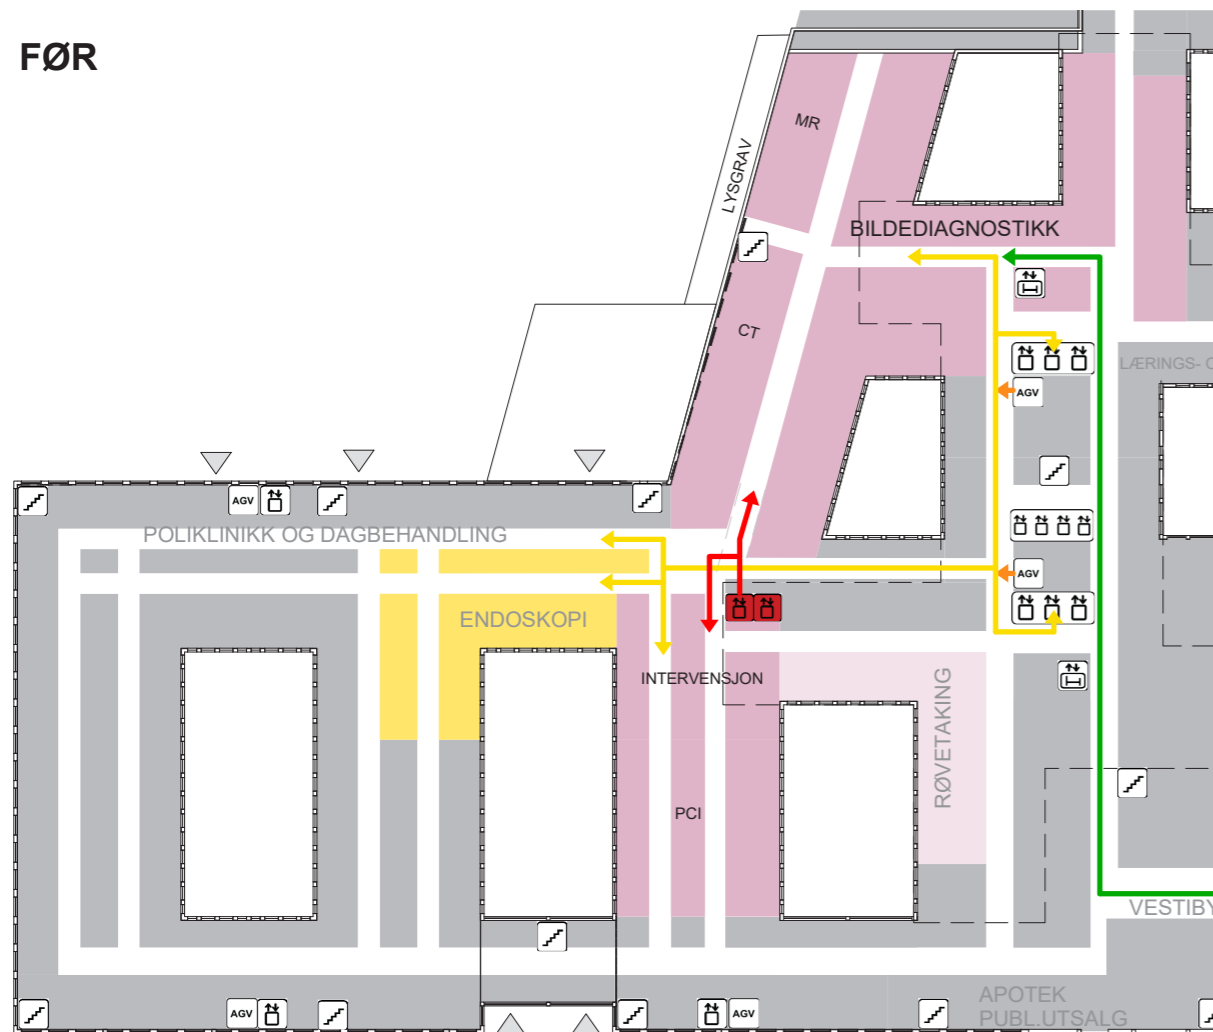 FØR
MR
LYSGRAV
BILDEDIAGNOSTIKK
CT
LÆRINGS- O
AGV
AGV
POLIKLINIKK OG DAGBEHANDLING
AGV
ENDOSKOPI
INTERVENSJON
RØVETAKING
PCI
VESTIBY
APOTEK
PUBL.UTSALG
AGV
AGV